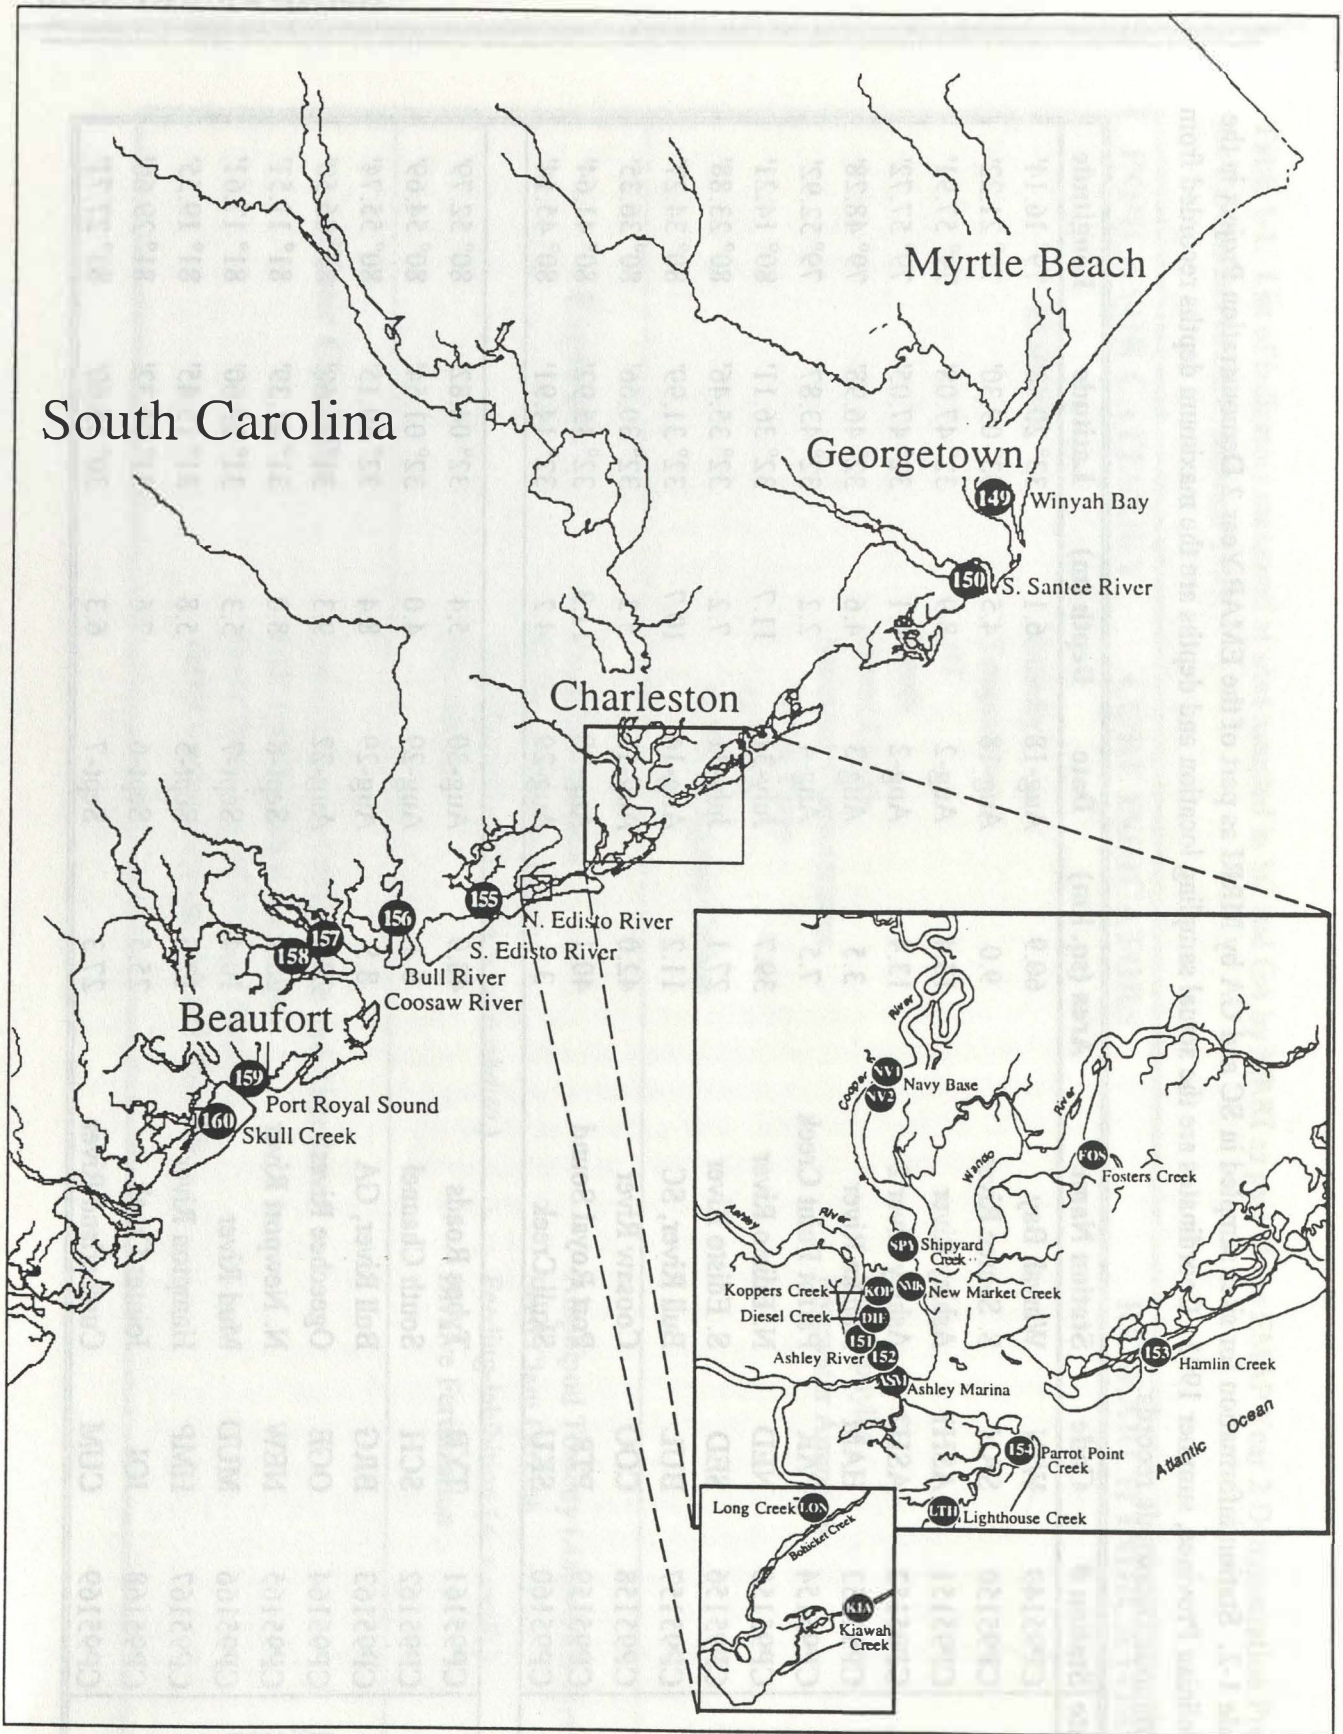 Myrtle Beach
South Carolina
Georgetown
149
Winyah Bay
150
S. Santee River
Charleston
155
156
N. Edisto River
157
158
S. Edisto River
Bull River
Coosaw River
Beaufort
159
Port Royal Sound
160
Skull Creek
Cooper River
NV1
NV2
Navy Base
Wando River
FOS
Fosters Creek
Ashley River
SPY
Shipyard
Creek
Koppers Creek
KOP
NMK
New Market Creek
Diesel Creek
DIE
151
Ashley River
152
153
Hamlin Creek
ASM
Ashley Marina
Atlantic Ocean
154
Parrot Point
Creek
LTH
Lighthouse Creek
Long Creek
LON
Bohicket Creek
KIA
Kiawah
Creek